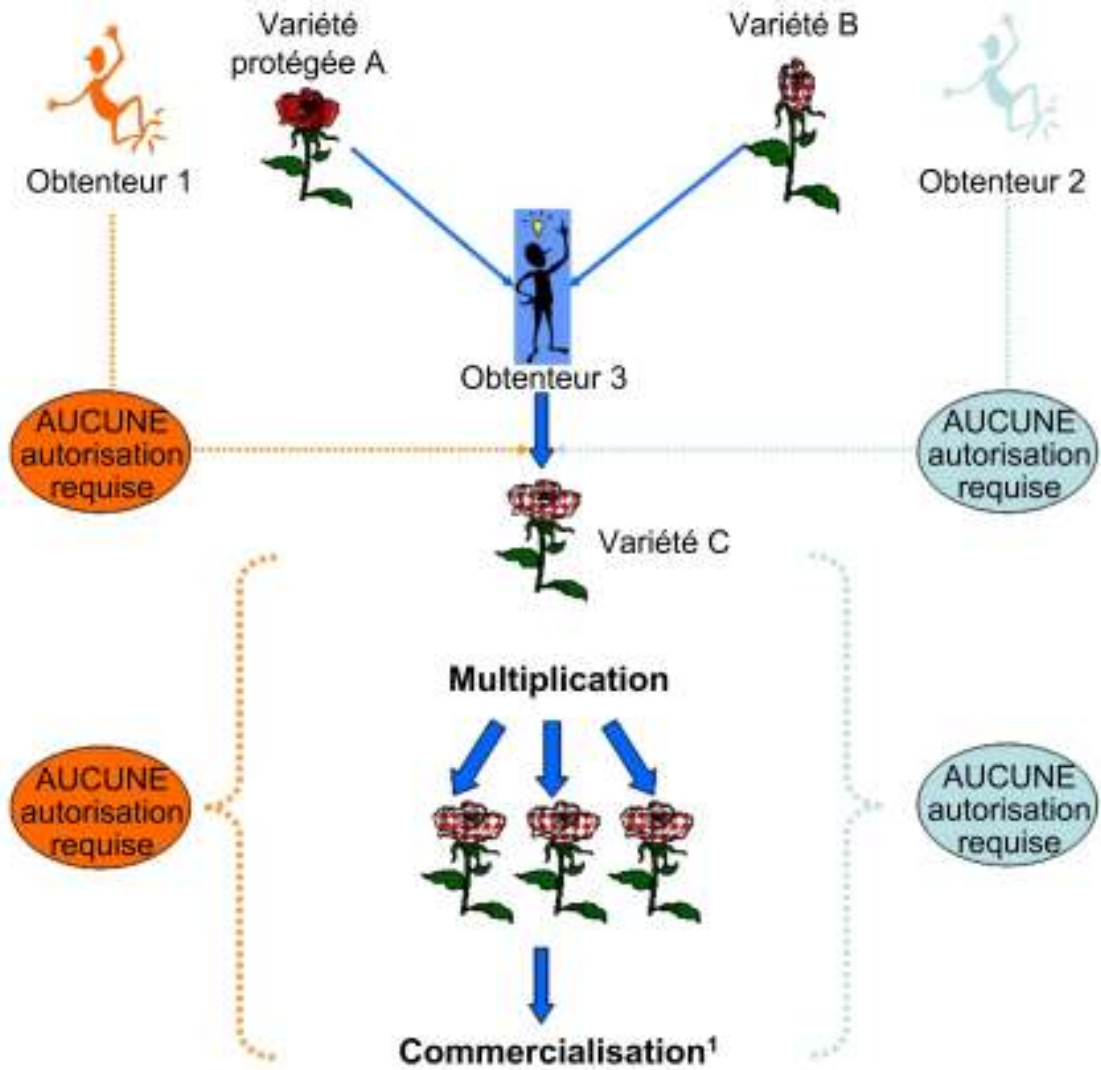 Variété
protégée A
Variété B
Obtenteur 1
Obtenteur 2
Obtenteur 3
AUCUNE
autorisation
requise
AUCUNE
autorisation
requise
Variété C
Multiplication
AUCUNE
autorisation
requise
AUCUNE
autorisation
requise
Commercialisation¹